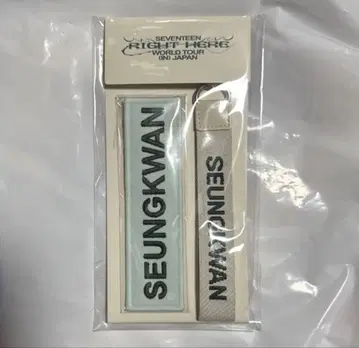 SEVENTEEN
RIGHT HERE
WORLD TOUR
(IN) JAPAN
SEUNGKWAN
SEUNGKWAN